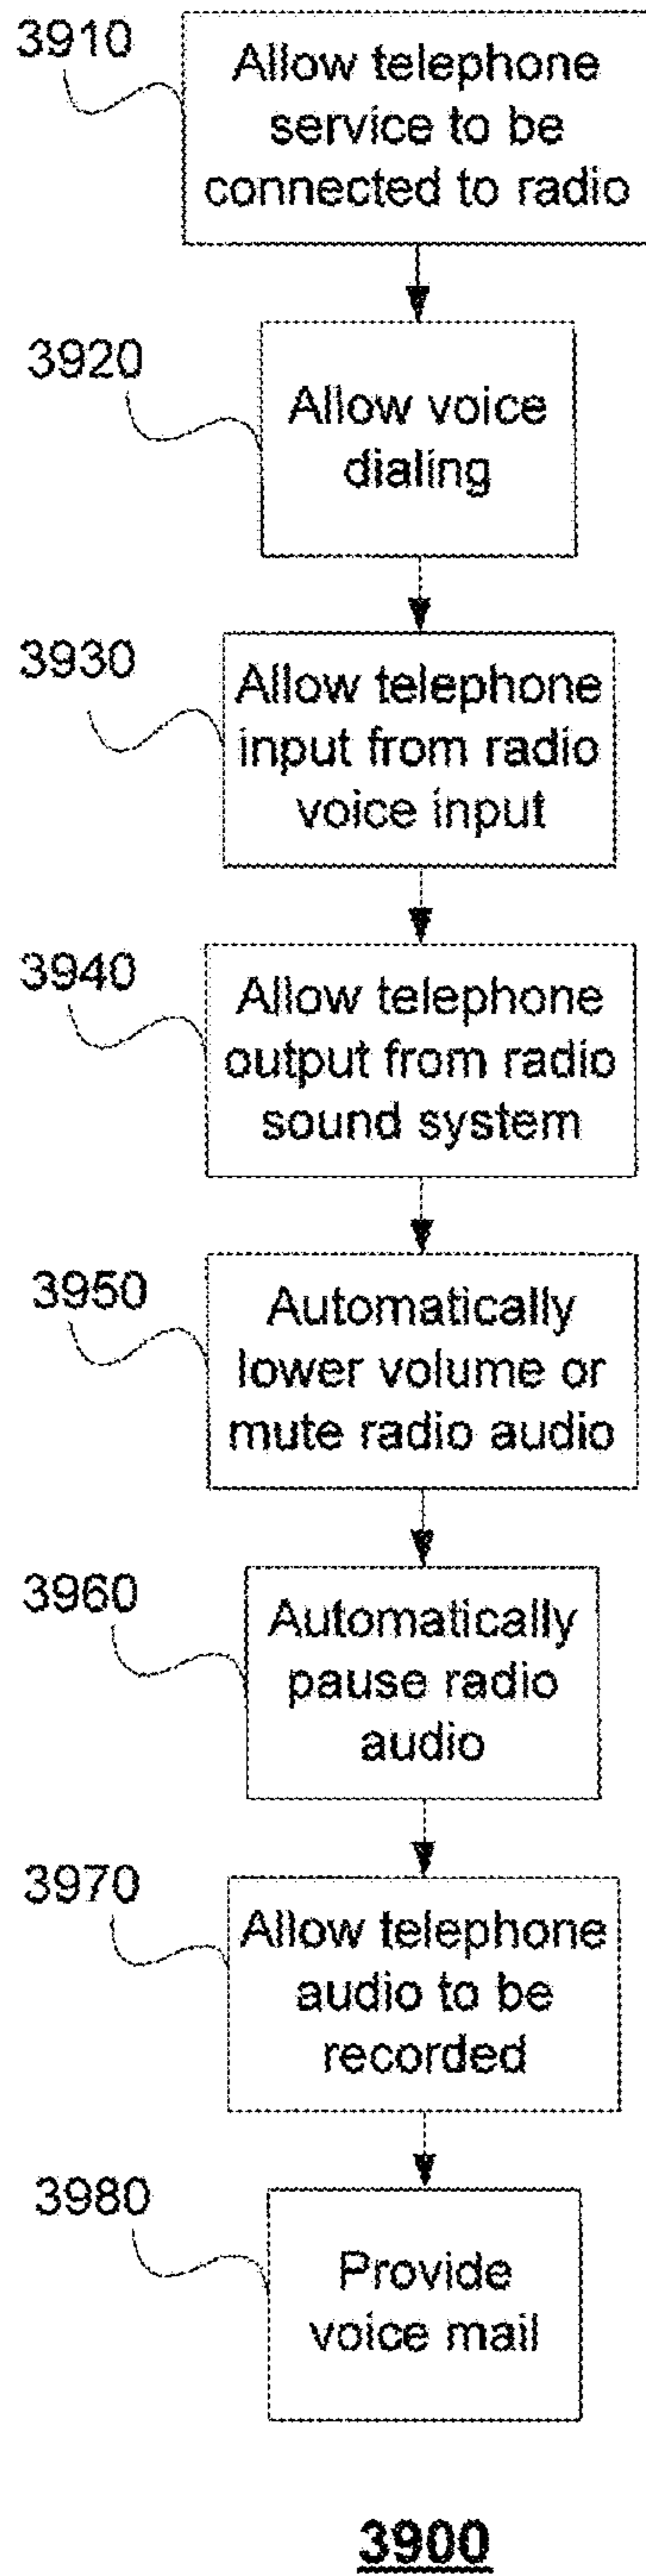 3910
Allow telephone
service to be
connected to radio
3920
Allow voice
dialing
3930
Allow telephone
input from radio
voice input
3940
Allow telephone
output from radio
sound system
3950
Automatically
lower volume or
mute radio audio
3960
Automatically
pause radio
audio
3970
Allow telephone
audio to be
recorded
3980
Provide
voice mail
3900